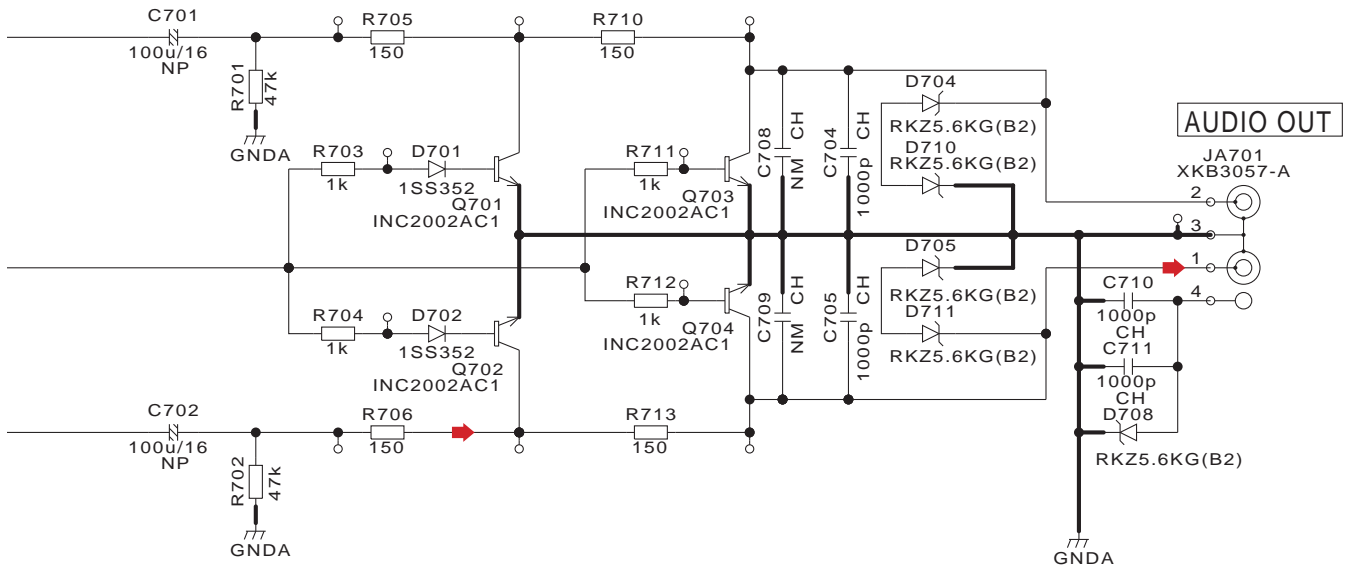 C701
100u/16
NP
R701
47k
GNDA
R705
150
R710
150
R703
1k
D701
1SS352
Q701
INC2002AC1
R711
1k
Q703
INC2002AC1
C708
NM CH
C704
1000p CH
D704
RKZ5.6KG(B2)
D710
RKZ5.6KG(B2)
AUDIO OUT
JA701
XKB3057-A
2
3
1
4
R704
1k
D702
1SS352
Q702
INC2002AC1
R712
1k
Q704
INC2002AC1
C709
NM CH
C705
1000p CH
D705
RKZ5.6KG(B2)
D711
RKZ5.6KG(B2)
C710
1000p
CH
C711
1000p
CH
D708
RKZ5.6KG(B2)
C702
100u/16
NP
R702
47k
GNDA
R706
150
R713
150
GNDA